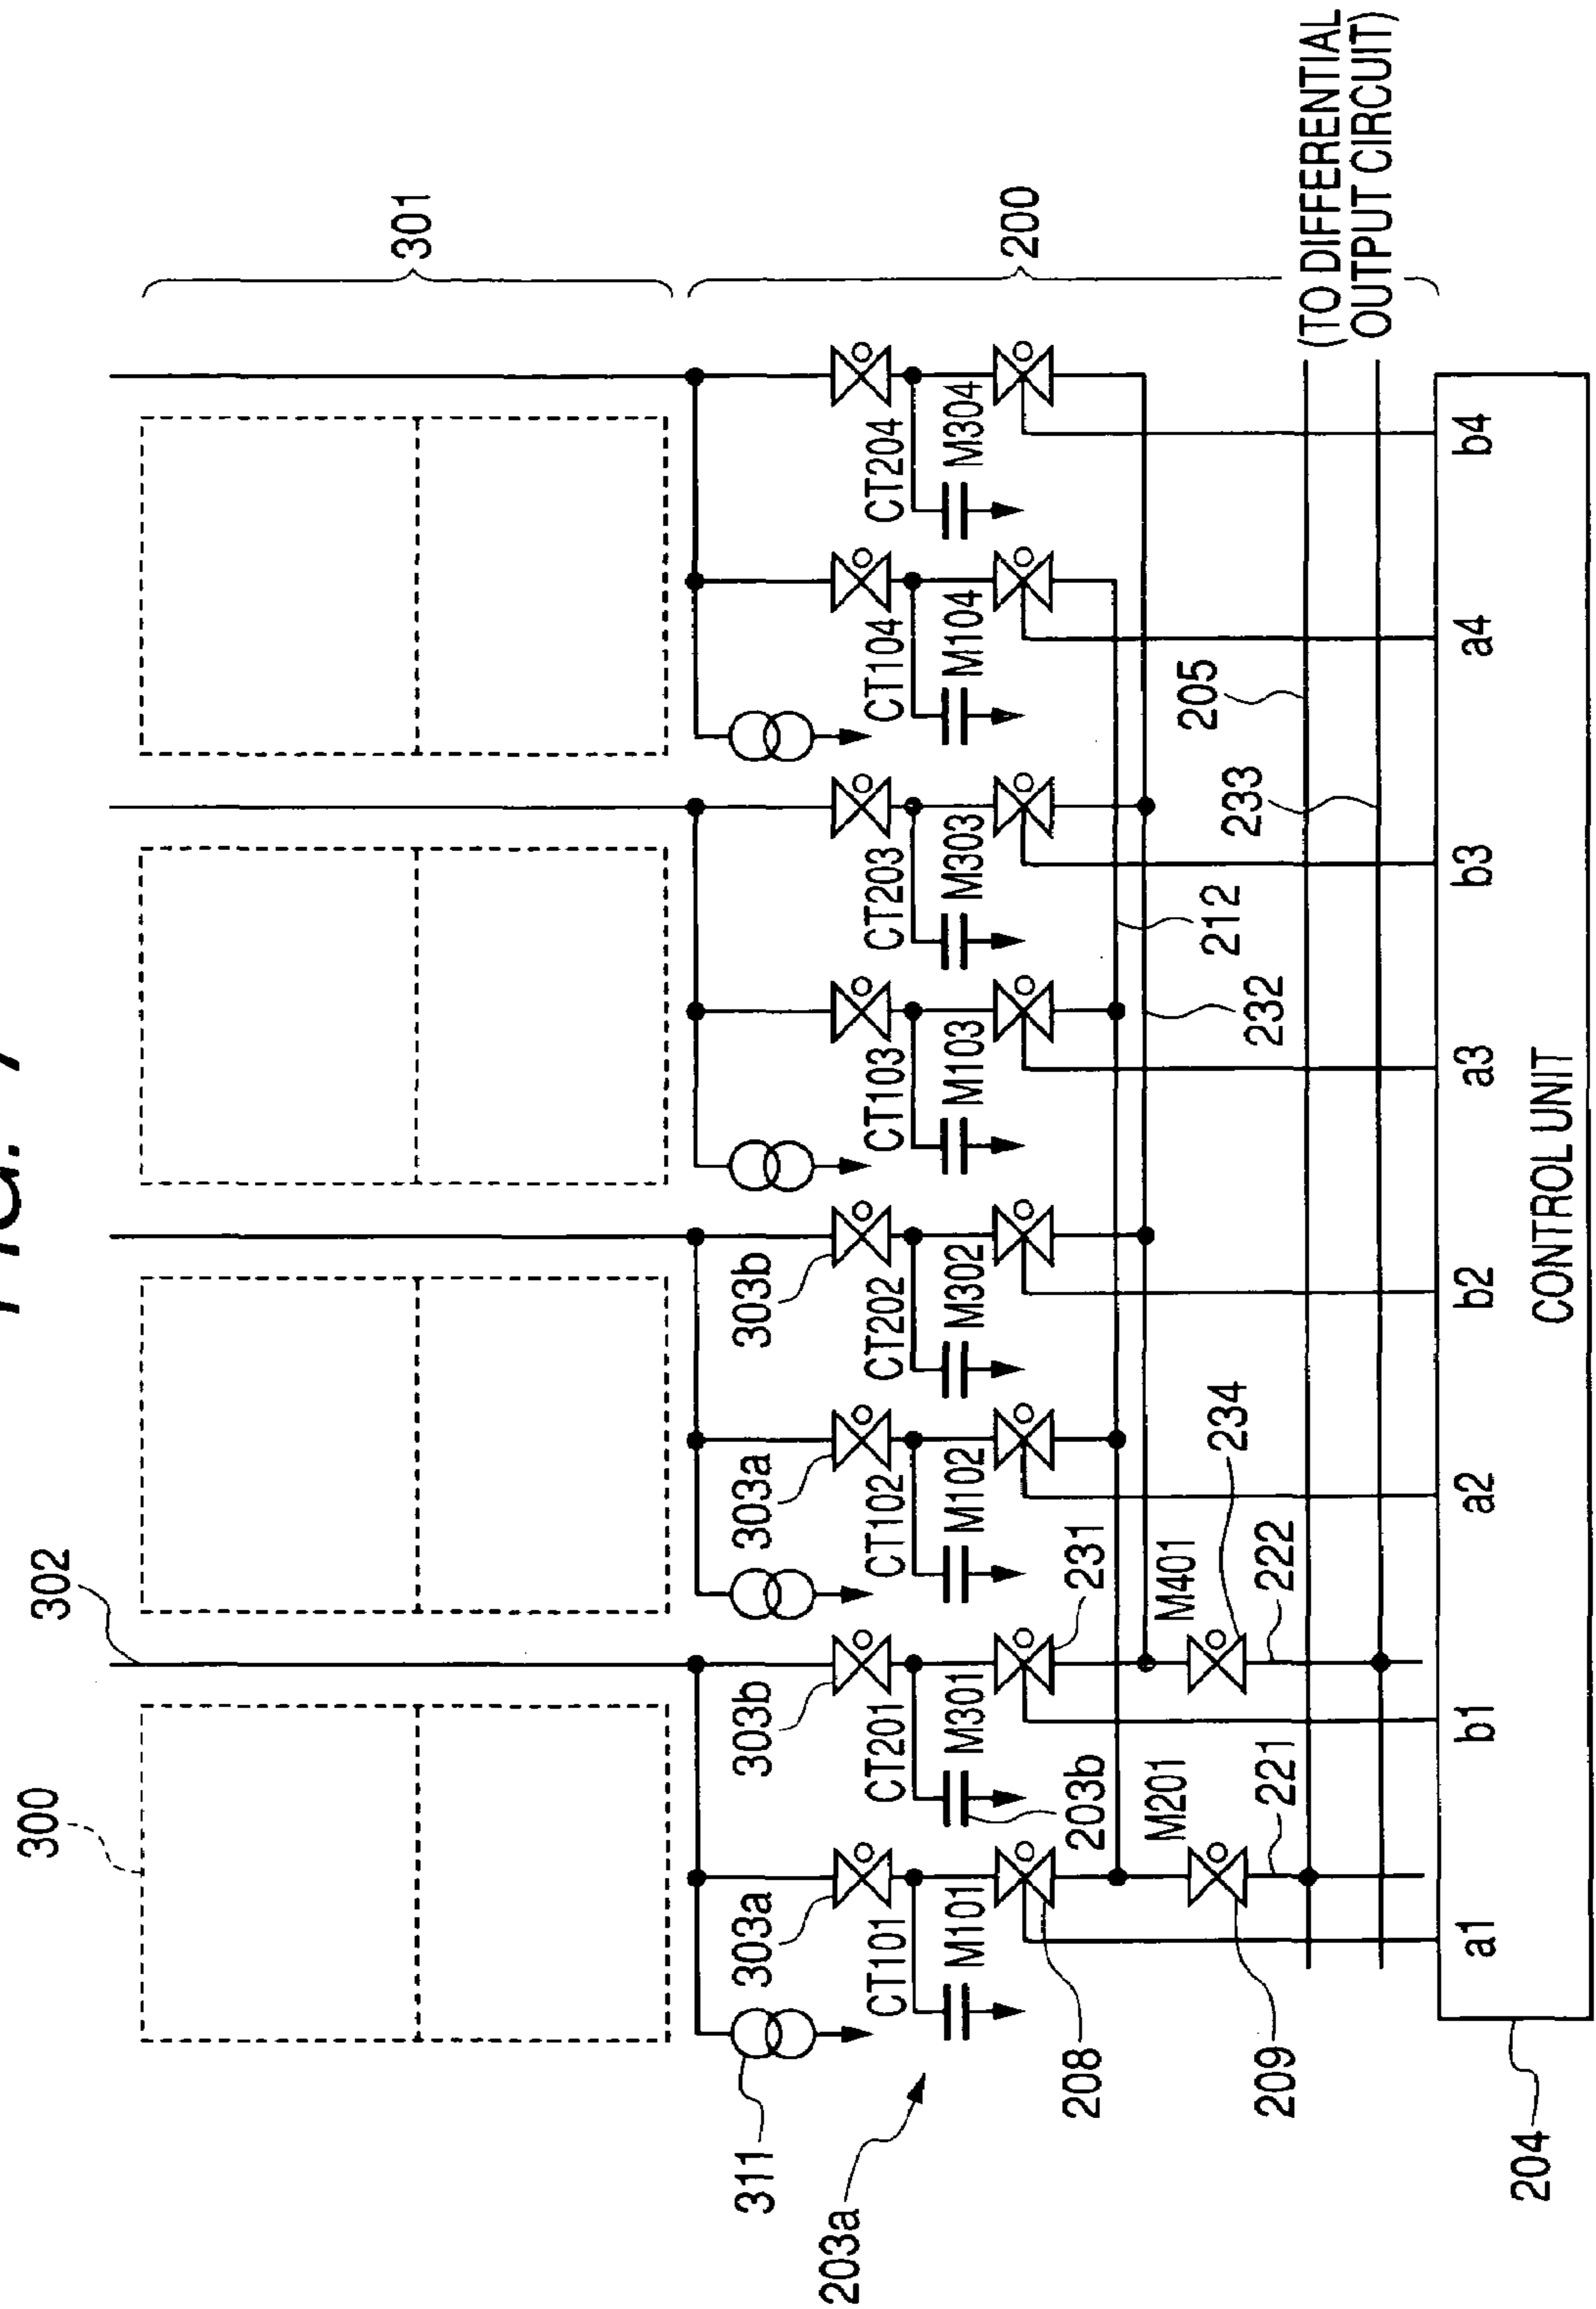 300
302
301
303a
303b
303a
303b
311
CT101
CT201
CT102
CT202
CT103
CT203
CT104
CT204
M101
M301
M102
M302
M103
M303
M104
M304
203a
203b
208
231
200
M201
M401
212
232
205
233
209
221
222
234
(TO DIFFERENTIAL
OUTPUT CIRCUIT)
a1
b1
a2
b2
a3
b3
a4
b4
CONTROL UNIT
204